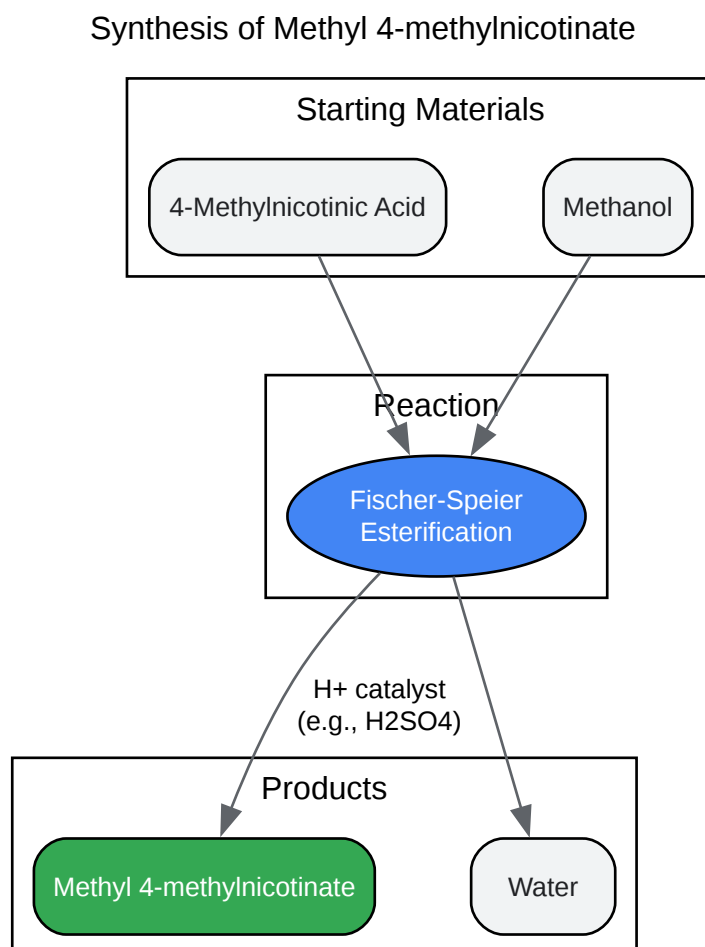 Synthesis of Methyl 4-methylnicotinate
Starting Materials
4-Methylnicotinic Acid
Methanol
Reaction
Fischer-Speier
Esterification
H+ catalyst
(e.g., H2SO4)
Products
Methyl 4-methylnicotinate
Water